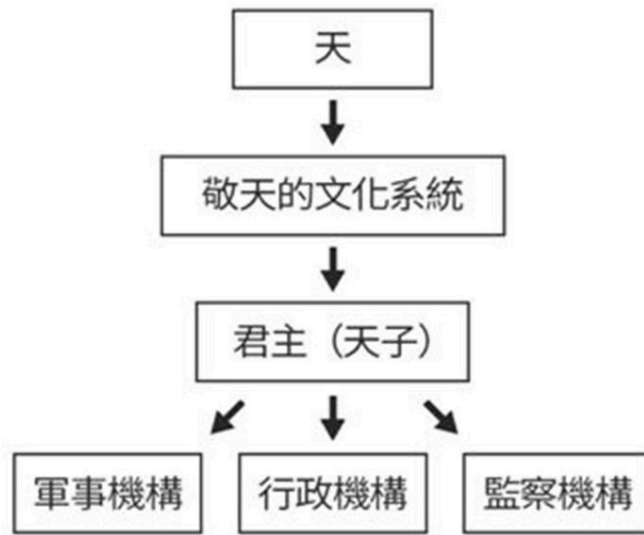 天
敬天的文化系統
君主（天子）
軍事機構
行政機構
監察機構